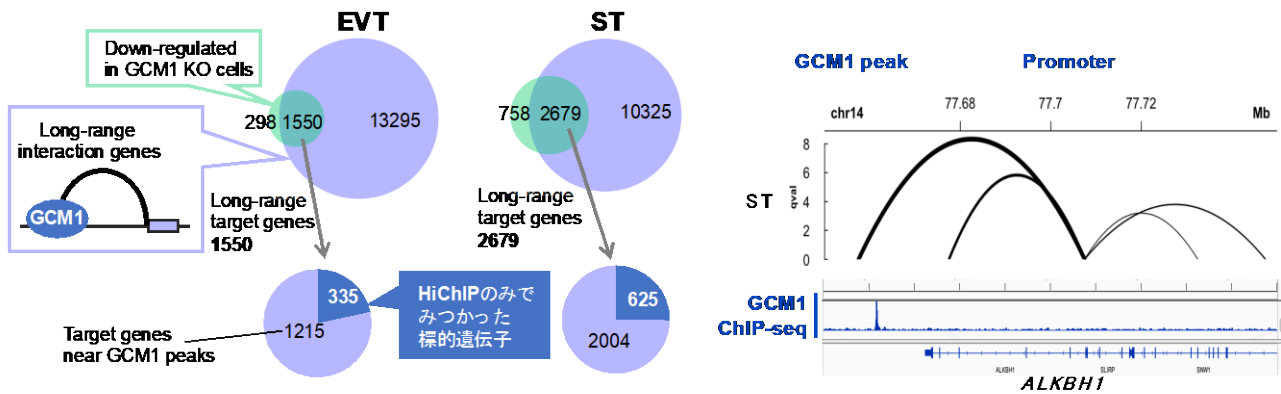 EVT
ST
Down-regulated
in GCM1 KO cells
298
1550
13295
758
2679
10325
Long-range
interaction genes
GCM1
Long-range
target genes
1550
Long-range
target genes
2679
335
1215
HiChIPのみで
みつかった
標的遺伝子
625
2004
Target genes
near GCM1 peaks
GCM1 peak
Promoter
chr14
77.68
77.7
77.72
Mb
ST
qval
8
6
4
2
0
GCM1
ChIP-seq
ALKBH1
SLIRP
SNW1
ALKBH1